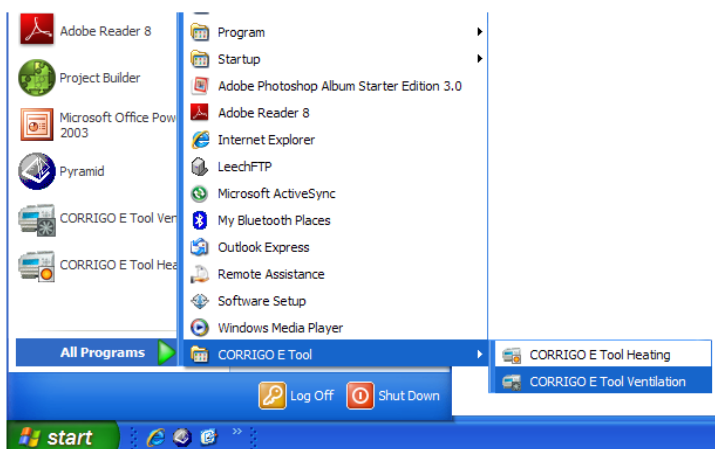 Adobe Reader 8
Project Builder
Microsoft Office Pow
2003
Pyramid
CORRIGO E Tool Ven
CORRIGO E Tool Hea
All Programs
Program
Startup
Adobe Photoshop Album Starter Edition 3.0
Adobe Reader 8
Internet Explorer
LeechFTP
Microsoft ActiveSync
My Bluetooth Places
Outlook Express
Remote Assistance
Software Setup
Windows Media Player
CORRIGO E Tool
CORRIGO E Tool Heating
CORRIGO E Tool Ventilation
Log Off
Shut Down
start